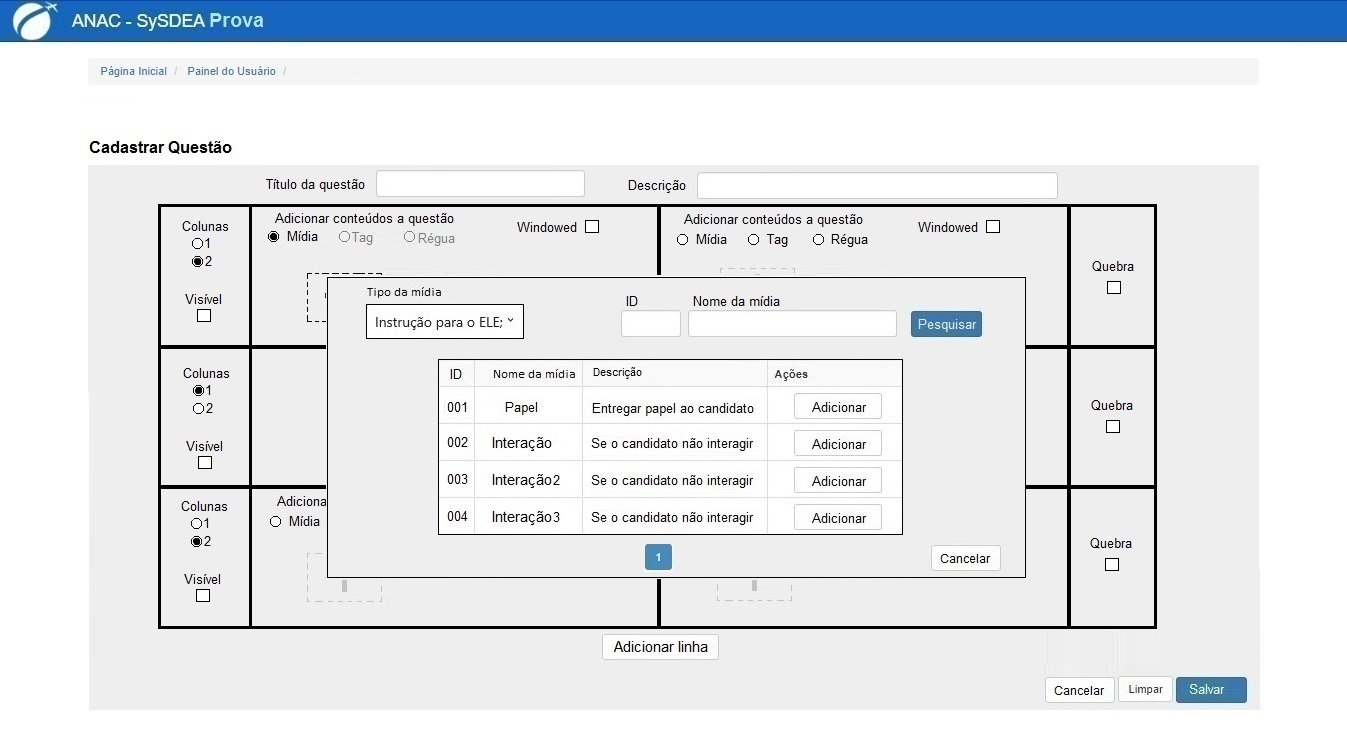 ANAC - SySDEA Prova
Página Inicial / Painel do Usuário /
Cadastrar Questão
Título da questão
Descrição
Colunas
1
2
Visível
Adicionar conteúdos a questão
Mídia Tag Régua
Windowed
Adicionar conteúdos a questão
Mídia Tag Régua
Windowed
Quebra
Tipo da mídia
Instrução para o ELE;
ID
Nome da mídia
Pesquisar
ID Nome da mídia Descrição Ações
001 Papel Entregar papel ao candidato Adicionar
002 Interação Se o candidato não interagir Adicionar
003 Interação2 Se o candidato não interagir Adicionar
004 Interação3 Se o candidato não interagir Adicionar
1
Cancelar
Colunas
1
2
Visível
Quebra
Colunas
1
2
Visível
Adiciona
Mídia
Quebra
Adicionar linha
Cancelar Limpar Salvar